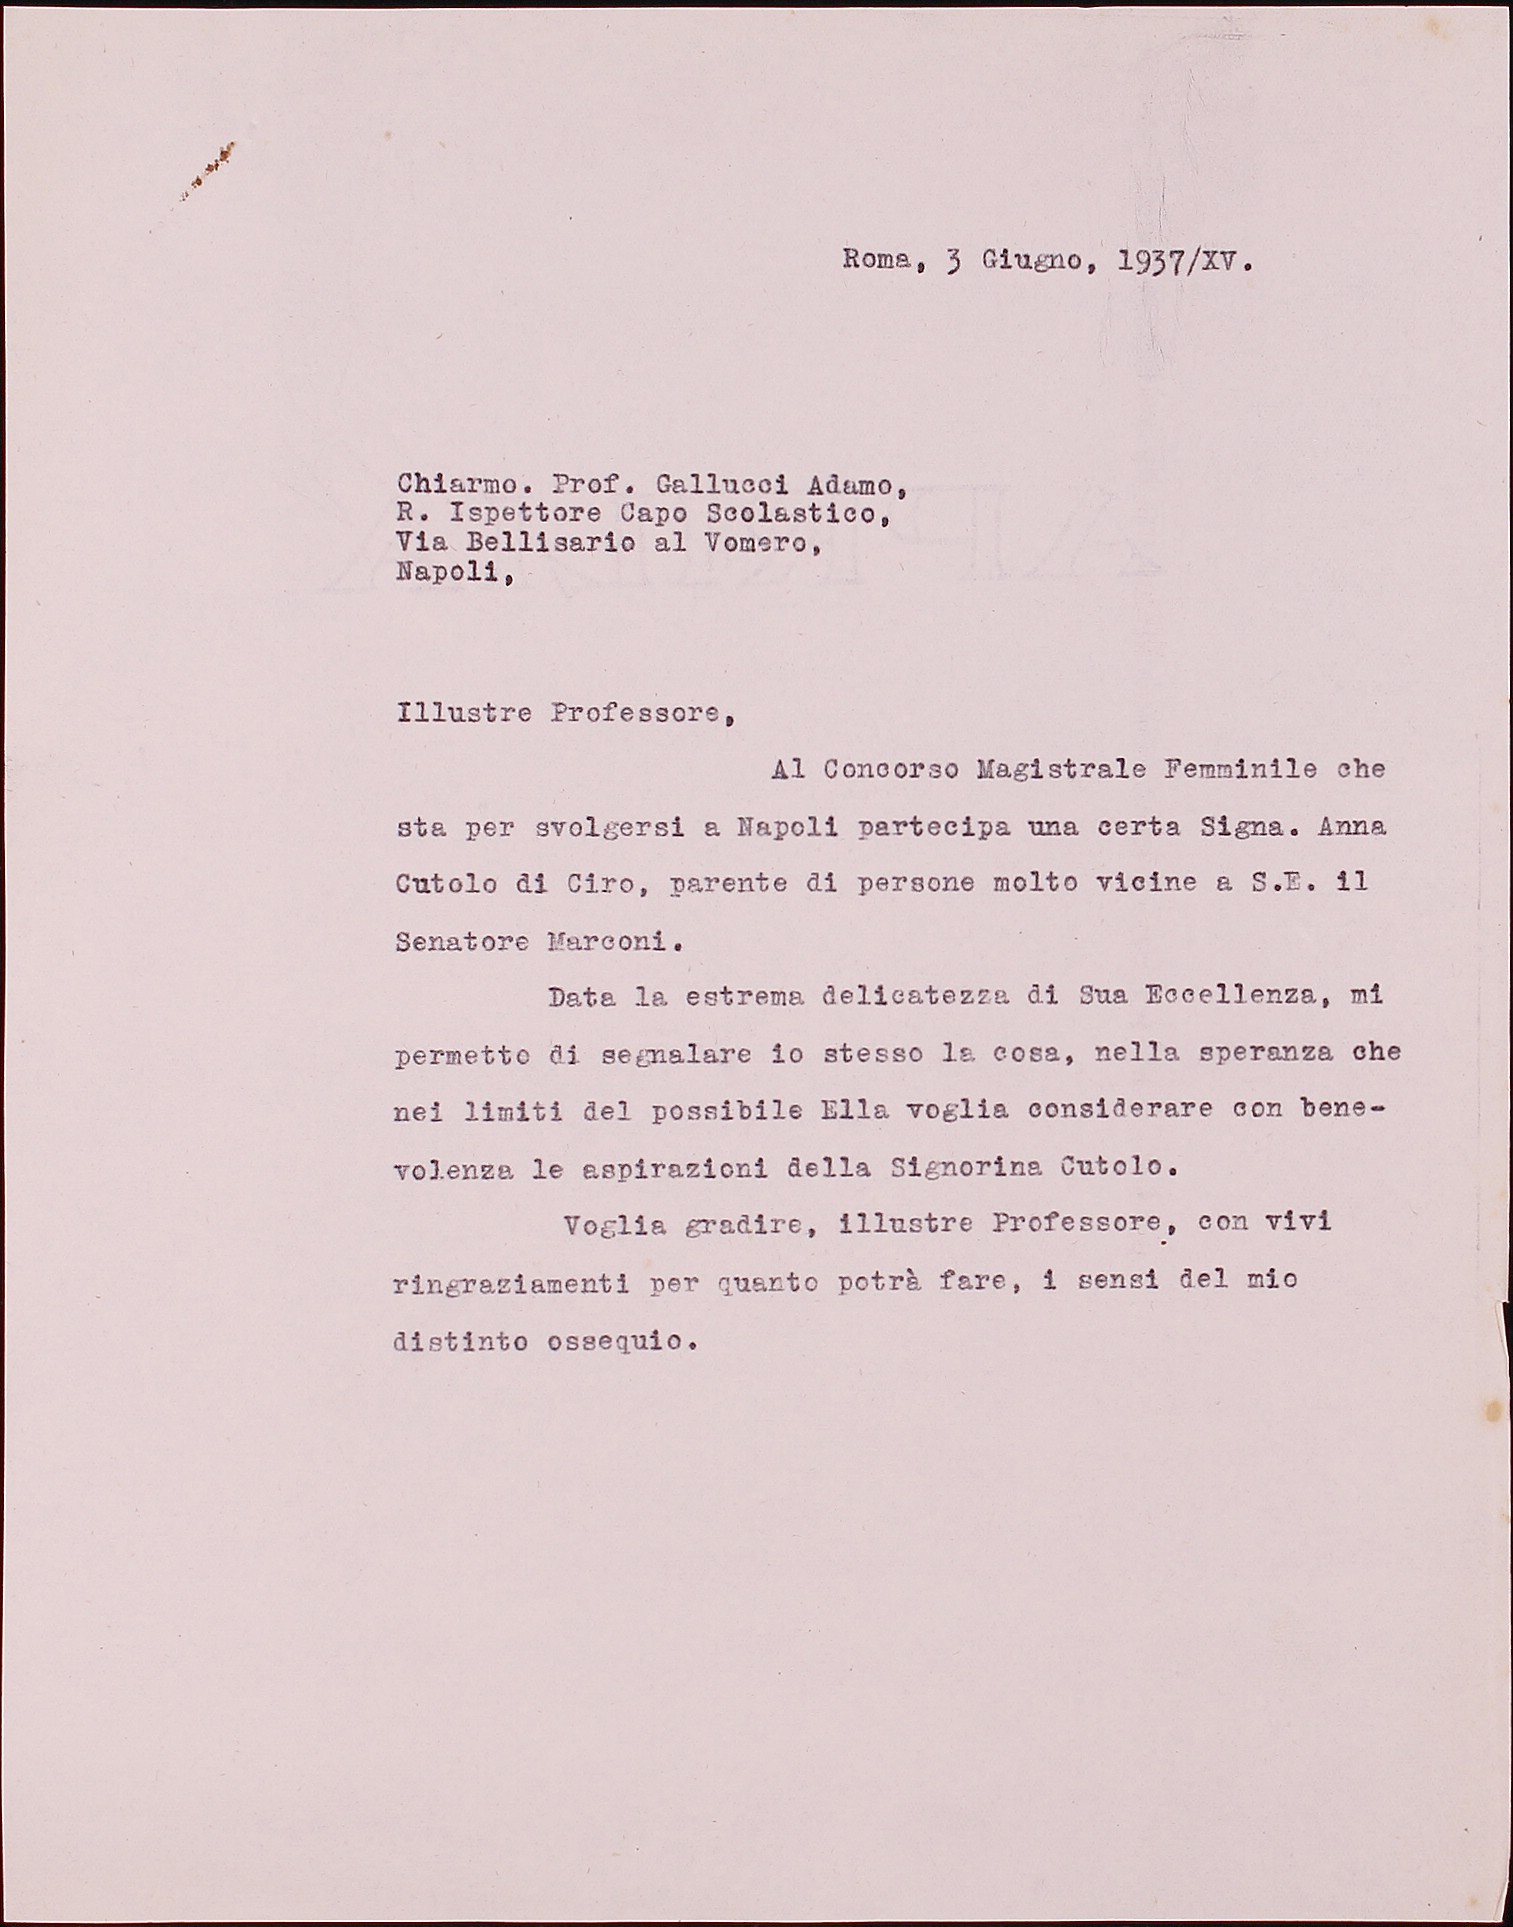 Roma, 3 Giugno, 1937/XV.
Chiarmo. Prof. Gallucci Adamo,
R. Ispettore Capo Scolastico,
Via Bellisario al Vomero,
Napoli,
Illustre Professore,
Al Concorso Magistrale Femminile che
sta per svolgersi a Napoli partecipa una certa Signa. Anna
Cutolo di Ciro, parente di persone molto vicine a S.E. il
Senatore Marconi.
Data la estrema delicatezza di Sua Eccellenza, mi
permetto di segnalare io stesso la cosa, nella speranza che
nei limiti del possibile Ella voglia considerare con bene-
volenza le aspirazioni della Signorina Cutolo.
Voglia gradire, illustre Professore, con vivi
ringraziamenti per quanto potrà fare, i sensi del mio
distinto ossequio.